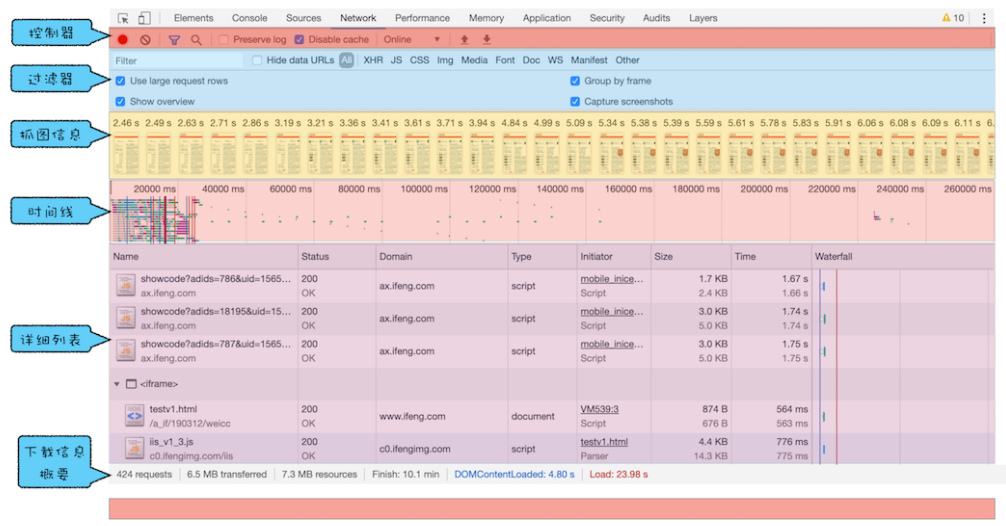 Elements Console Sources Network Performance Memory Application Security Audits Layers 10
控制器
Preserve log Disable cache Online
Filter Hide data URLs All XHR JS CSS Img Media Font Doc WS Manifest Other
过滤器
Use large request rows Group by frame
Show overview Capture screenshots
抓图信息
2.46 s 2.49 s 2.63 s 2.71 s 2.86 s 3.19 s 3.21 s 3.36 s 3.41 s 3.61 s 3.71 s 3.94 s 4.84 s 4.99 s 5.09 s 5.34 s 5.38 s 5.39 s 5.59 s 5.61 s 5.78 s 5.83 s 5.91 s 6.06 s 6.08 s 6.09 s 6.11 s 6.
20000 ms 40000 ms 60000 ms 80000 ms 100000 ms 120000 ms 140000 ms 160000 ms 180000 ms 200000 ms 220000 ms 240000 ms 260000 ms
时间线
Name Status Domain Type Initiator Size Time Waterfall
showcode?adids=786&uid=1565... 200 ax.ifeng.com script mobile_inice... 1.7 KB 1.67 s
ax.ifeng.com OK Script 2.4 KB 1.66 s
showcode?adids=18195&uid=15... 200 ax.ifeng.com script mobile_inice... 3.0 KB 1.74 s
ax.ifeng.com OK Script 5.0 KB 1.74 s
详细列表
showcode?adids=787&uid=1565... 200 ax.ifeng.com script mobile_inice... 3.0 KB 1.75 s
ax.ifeng.com OK Script 5.0 KB 1.75 s
<iframe>
testv1.html 200 www.ifeng.com document VM539:3 874 B 564 ms
/a_if/190312/weicc OK Script 676 B 563 ms
iis_v1_3.js 200 c0.ifengimg.com script testv1.html 4.4 KB 776 ms
c0.ifengimg.com/iis OK Parser 14.3 KB 775 ms
下载信息
概要
424 requests 6.5 MB transferred 7.3 MB resources Finish: 10.1 min DOMContentLoaded: 4.80 s Load: 23.98 s